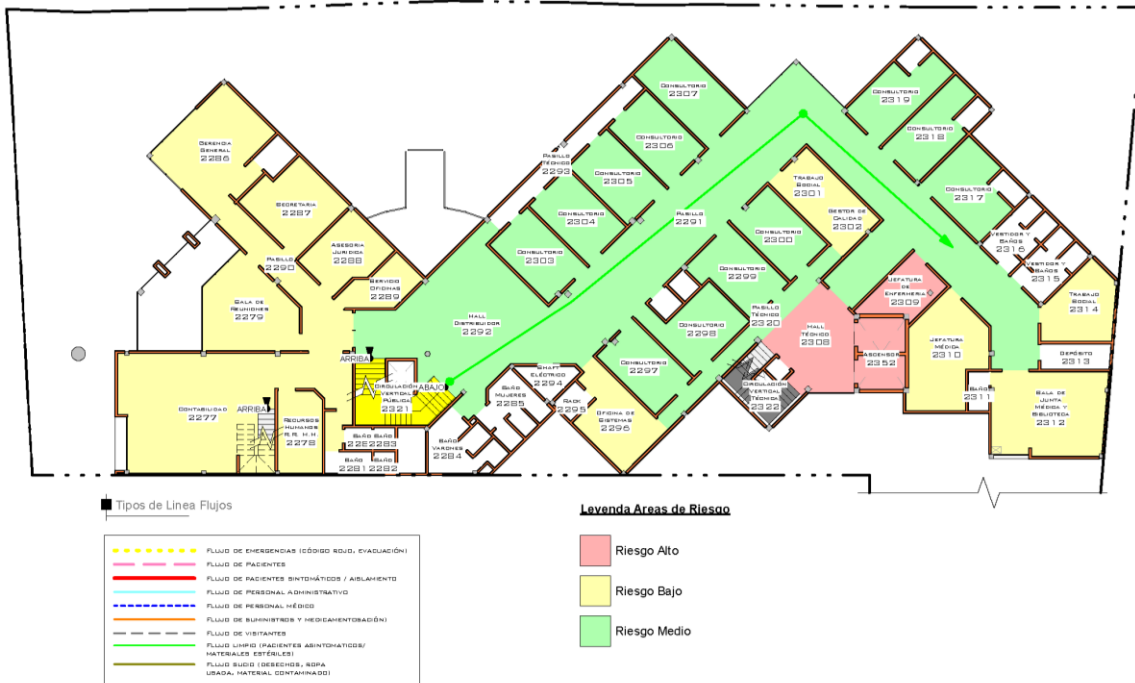 CONSULTORIO
2307
CONSULTORIO
2319
CONSULTORIO
2306
CONSULTORIO
2318
GERENCIA
GENERAL
2286
PASILLO
TÉCNICO
2293
CONSULTORIO
2305
TRABAJO
SOCIAL
2301
CONSULTORIO
2317
SECRETARIA
2287
CONSULTORIO
2304
PASILLO
2291
GESTOR DE
CALIDAD
2302
CONSULTORIO
2300
VESTIDOR Y
BAÑOS
2316
ASESORIA
JURIDICA
2288
CONSULTORIO
2303
CONSULTORIO
2299
VESTIDOR Y
BAÑOS
2315
PASILLO
2290
SERVICIO
OFICINAS
2289
JEFATURA
DE
ENFERMERIA
2309
TRABAJO
SOCIAL
2314
SALA DE
REUNIONES
2279
HALL
DISTRIBUIDOR
2292
CONSULTORIO
2298
PASILLO
TÉCNICO
2320
HALL
TÉCNICO
2308
JEFATURA
MÉDICA
2310
ARRIBA
CONSULTORIO
2297
ASCENSOR
2352
DEPÓSITO
2313
CIRCULACIÓN
VERTICAL
PÚBLICA
2321
ABAJO
SHAFT
ELÉCTRICO
2294
CIRCULACIÓN
VERTICAL
TÉCNICA
2322
BAÑO
2311
CONTABILIDAD
2277
ARRIBA
BAÑO
MUJERES
2285
RACK
2295
OFICINA DE
SISTEMAS
2296
SALA DE
JUNTA
MÉDICA Y
BIBLIOTECA
2312
RECURSOS
HUMANOS
R.R. H.H.
2278
BAÑO BAÑO
2283
BAÑO
VARONES
2284
BAÑO BAÑO
2281 2282
Tipos de Linea Flujos
FLUJO DE EMERGENCIAS (CÓDIGO ROJO, EVACUACIÓN)
FLUJO DE PACIENTES
FLUJO DE PACIENTES SINTOMÁTICOS / AISLAMIENTO
FLUJO DE PERSONAL ADMINISTRATIVO
FLUJO DE PERSONAL MÉDICO
FLUJO DE SUMINISTROS Y MEDICAMENTOSACIÓN)
FLUJO DE VISITANTES
FLUJO LIMPIO (PACIENTES ASINTOMATICOS/
MATERIALES ESTÉRILES)
FLUJO SUCIO (DESECHOS, ROPA
USADA, MATERIAL CONTAMINADO)
Leyenda Areas de Riesgo
Riesgo Alto
Riesgo Bajo
Riesgo Medio